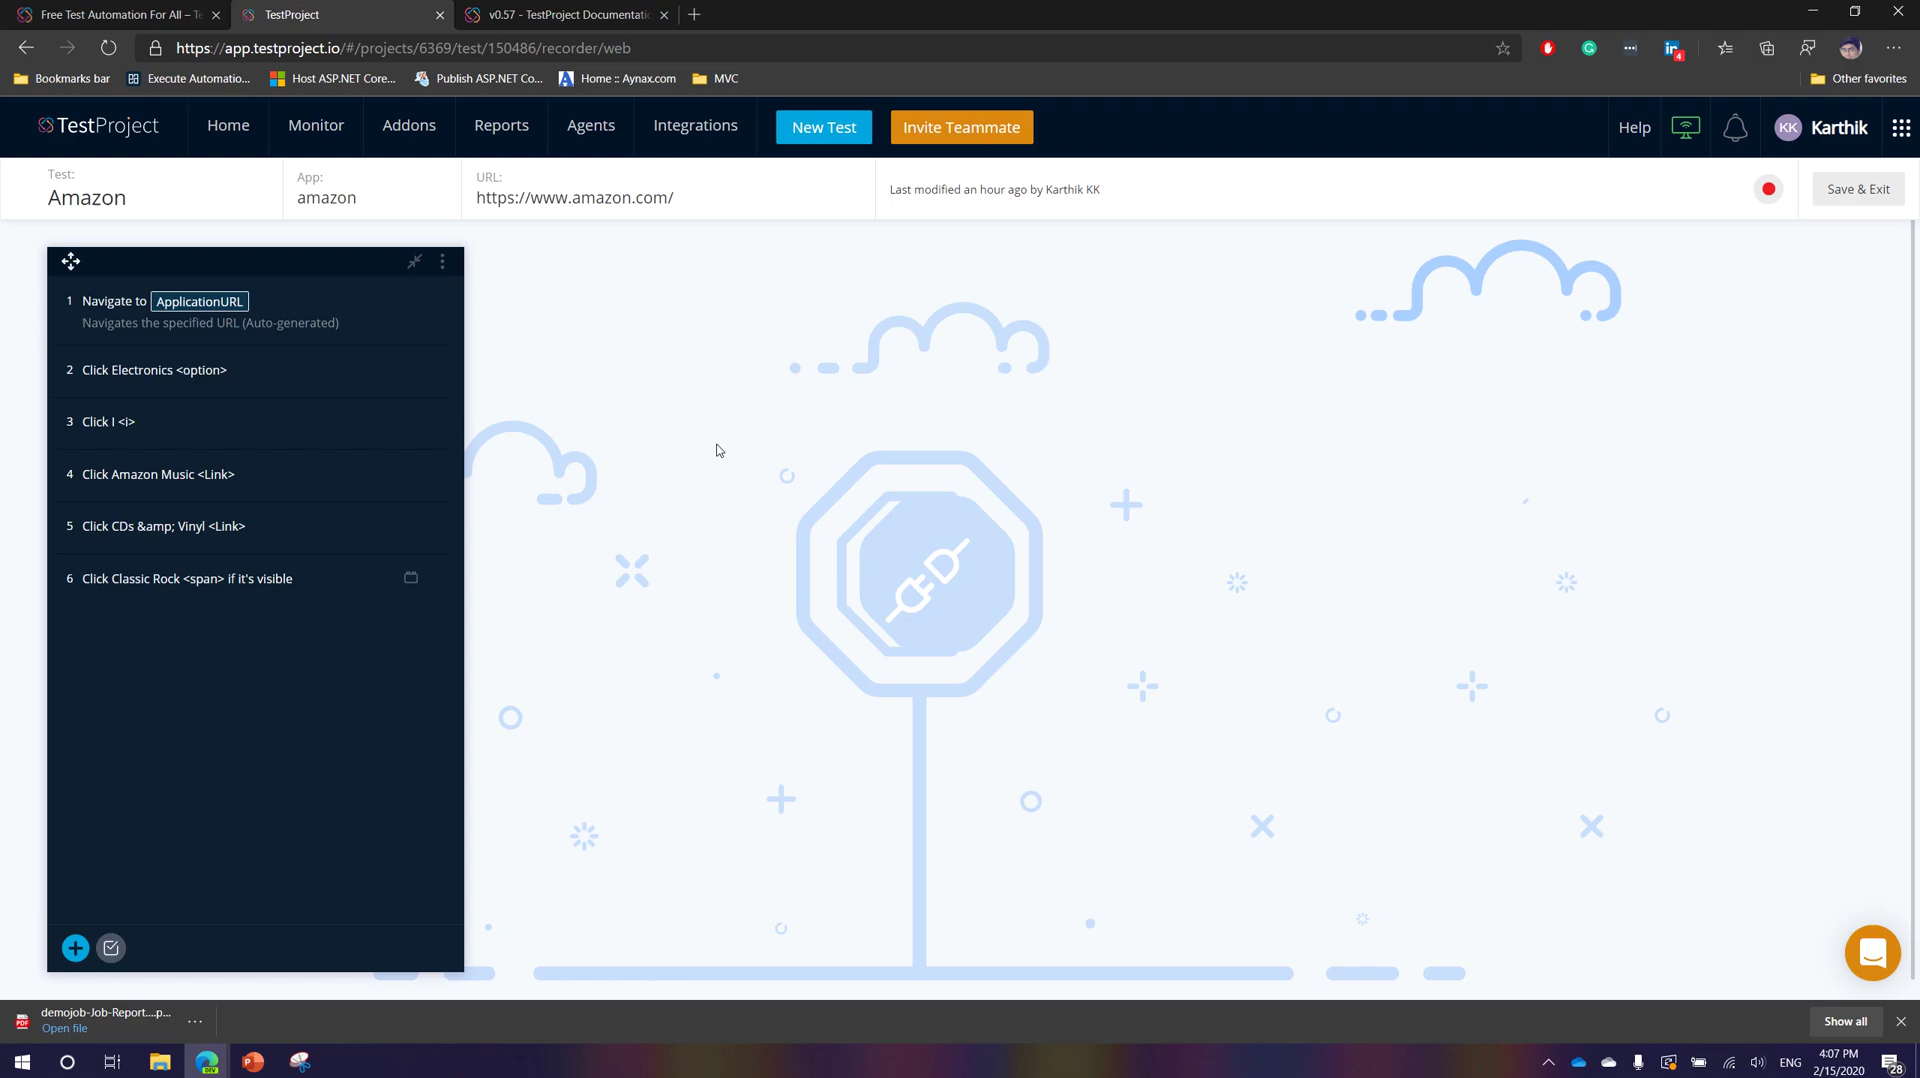 Free Test Automation For All – Te
TestProject
v0.57 - TestProject Documentatio
https://app.testproject.io/#/projects/6369/test/150486/recorder/web
Bookmarks bar
Execute Automatio...
Host ASP.NET Core...
Publish ASP.NET Co...
Home :: Aynax.com
MVC
Other favorites
TestProject
Home
Monitor
Addons
Reports
Agents
Integrations
New Test
Invite Teammate
Help
KK
Karthik
Test:
Amazon
App:
amazon
URL:
https://www.amazon.com/
Last modified an hour ago by Karthik KK
Save & Exit
1 Navigate to ApplicationURL
Navigates the specified URL (Auto-generated)
2 Click Electronics <option>
3 Click I <i>
4 Click Amazon Music <Link>
5 Click CDs &amp; Vinyl <Link>
6 Click Classic Rock <span> if it's visible
demojob-Job-Report....p...
Open file
Show all
ENG
4:07 PM
2/15/2020
28